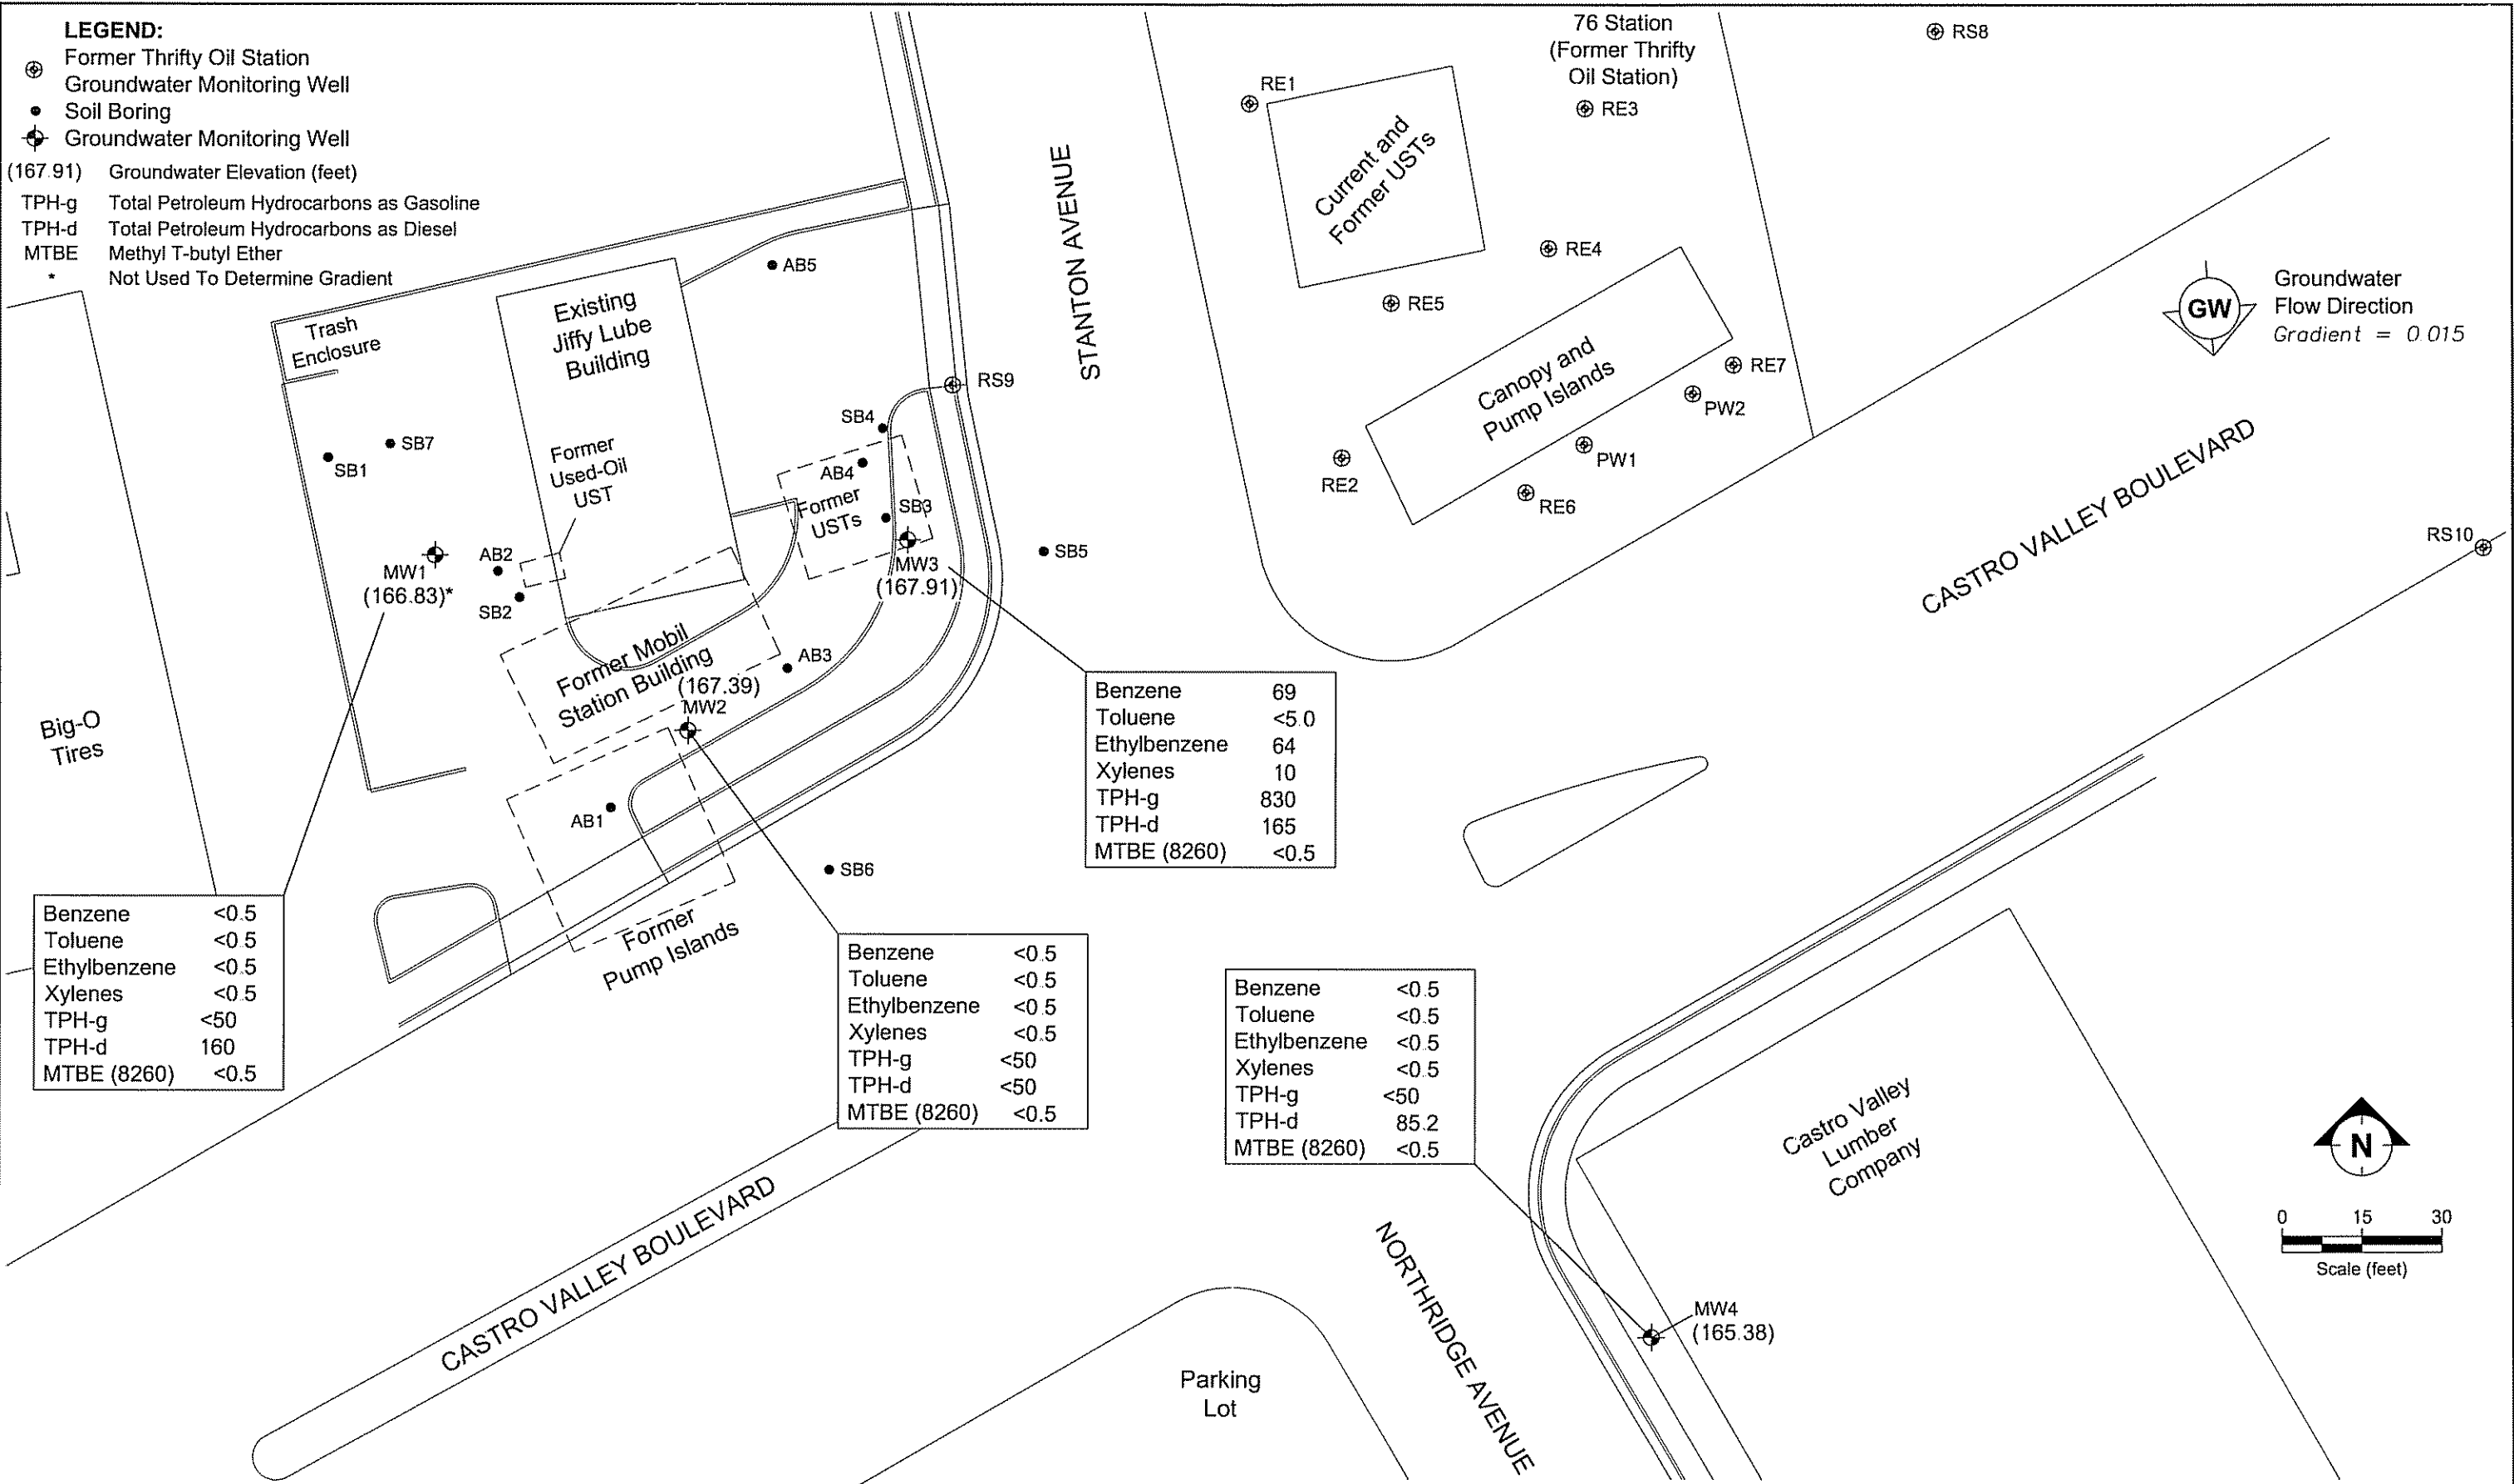 LEGEND:
Former Thrifty Oil Station
Groundwater Monitoring Well
Soil Boring
Groundwater Monitoring Well
(167.91) Groundwater Elevation (feet)
TPH-g Total Petroleum Hydrocarbons as Gasoline
TPH-d Total Petroleum Hydrocarbons as Diesel
MTBE Methyl T-butyl Ether
* Not Used To Determine Gradient
76 Station
(Former Thrifty
Oil Station)
RS8
RE1
RE3
Current and
Former USTs
RE4
RE5
Canopy and
Pump Islands
RE7
PW2
PW1
RE2
RE6
Groundwater
Flow Direction
Gradient = 0.015
GW
STANTON AVENUE
CASTRO VALLEY BOULEVARD
RS10
AB5
Trash
Enclosure
Existing
Jiffy Lube
Building
RS9
SB4
SB7
SB1
Former
Used-Oil
UST
AB4
Former
USTs
SB3
SB5
AB2
MW1
(166.83)*
SB2
MW3
(167.91)
Former Mobil
Station Building
AB3
(167.39)
MW2
Big-O
Tires
AB1
SB6
Former
Pump Islands
Benzene 69
Toluene <5.0
Ethylbenzene 64
Xylenes 10
TPH-g 830
TPH-d 165
MTBE (8260) <0.5
Benzene <0.5
Toluene <0.5
Ethylbenzene <0.5
Xylenes <0.5
TPH-g <50
TPH-d 160
MTBE (8260) <0.5
Benzene <0.5
Toluene <0.5
Ethylbenzene <0.5
Xylenes <0.5
TPH-g <50
TPH-d <50
MTBE (8260) <0.5
Benzene <0.5
Toluene <0.5
Ethylbenzene <0.5
Xylenes <0.5
TPH-g <50
TPH-d 85.2
MTBE (8260) <0.5
Castro Valley
Lumber
Company
N
0 15 30
Scale (feet)
CASTRO VALLEY BOULEVARD
NORTHRIDGE AVENUE
MW4
(165.38)
Parking
Lot